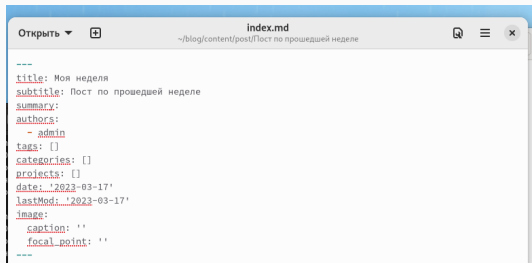 Открыть
index.md
~/blog/content/post/Пост по прошедшей неделе
---
title: Моя неделя
subtitle: Пост по прошедшей неделе
summary:
authors:
  - admin
tags: []
categories: []
projects: []
date: '2023-03-17'
lastMod: '2023-03-17'
image:
  caption: ''
  focal_point: ''
---